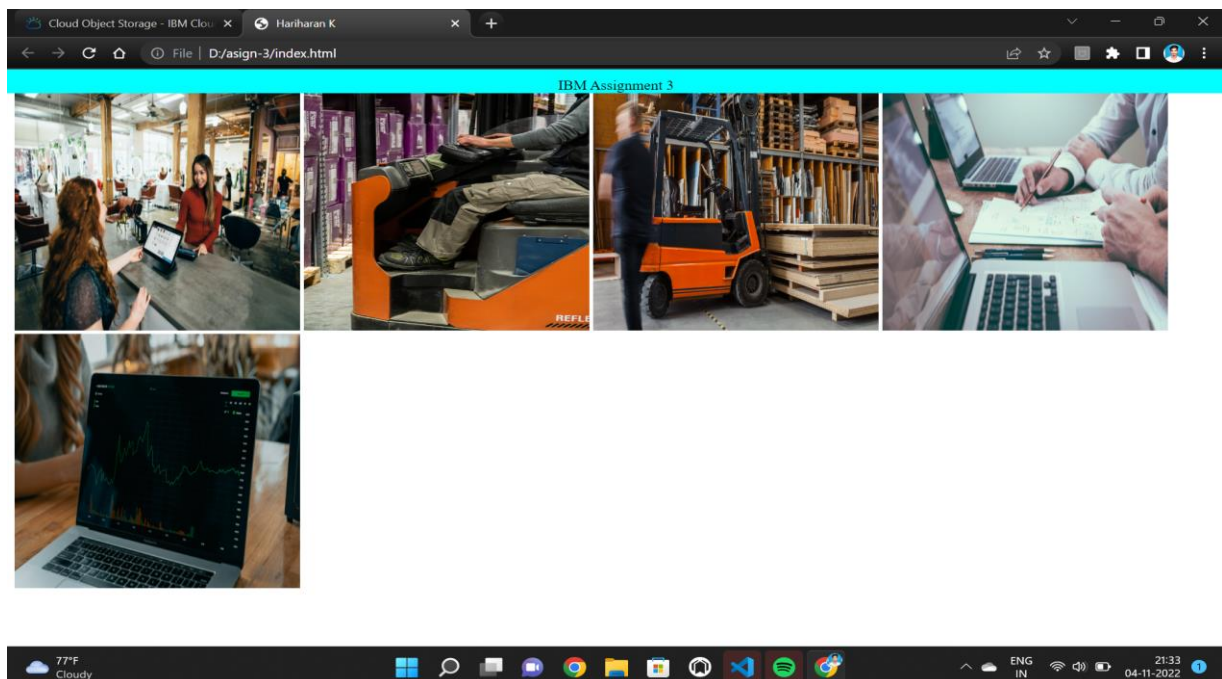 Cloud Object Storage - IBM Clou
Hariharan K
File | D:/asign-3/index.html
IBM Assignment 3
REFLE
77°F
Cloudy
ENG
IN
21:33
04-11-2022
1